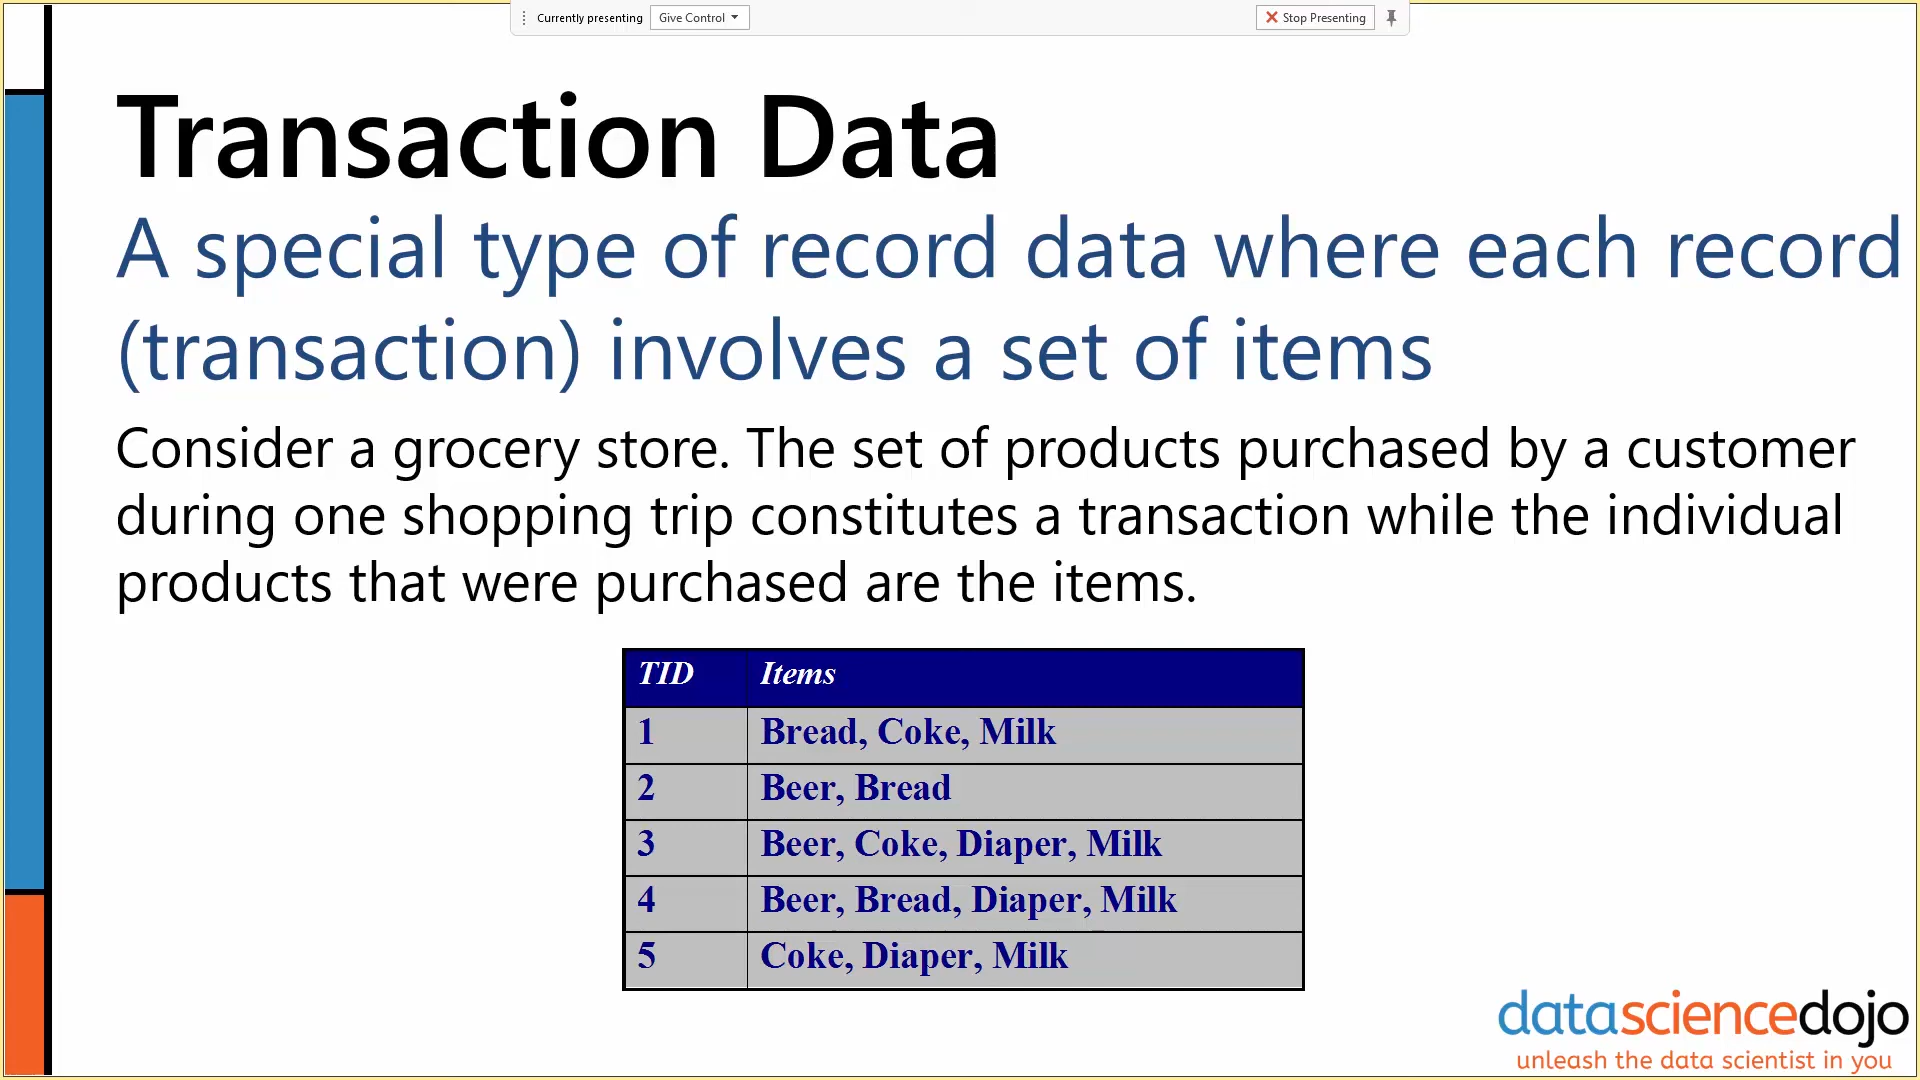 Currently presenting Give Control Stop Presenting
Transaction Data
A special type of record data where each record
(transaction) involves a set of items
Consider a grocery store. The set of products purchased by a customer
during one shopping trip constitutes a transaction while the individual
products that were purchased are the items.
TID Items
1 Bread, Coke, Milk
2 Beer, Bread
3 Beer, Coke, Diaper, Milk
4 Beer, Bread, Diaper, Milk
5 Coke, Diaper, Milk
datasciencedojo
unleash the data scientist in you